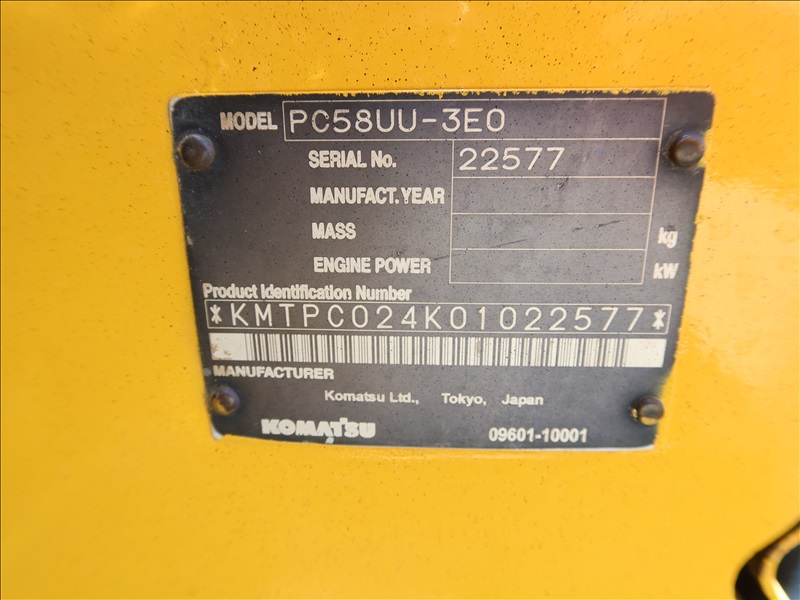 MODEL PC58UU-3E0
SERIAL No. 22577
MANUFACT. YEAR
MASS kg
ENGINE POWER kW
Product Identification Number
*KMTPC024K01022577*
MANUFACTURER
Komatsu Ltd., Tokyo, Japan
KOMATSU 09601-10001